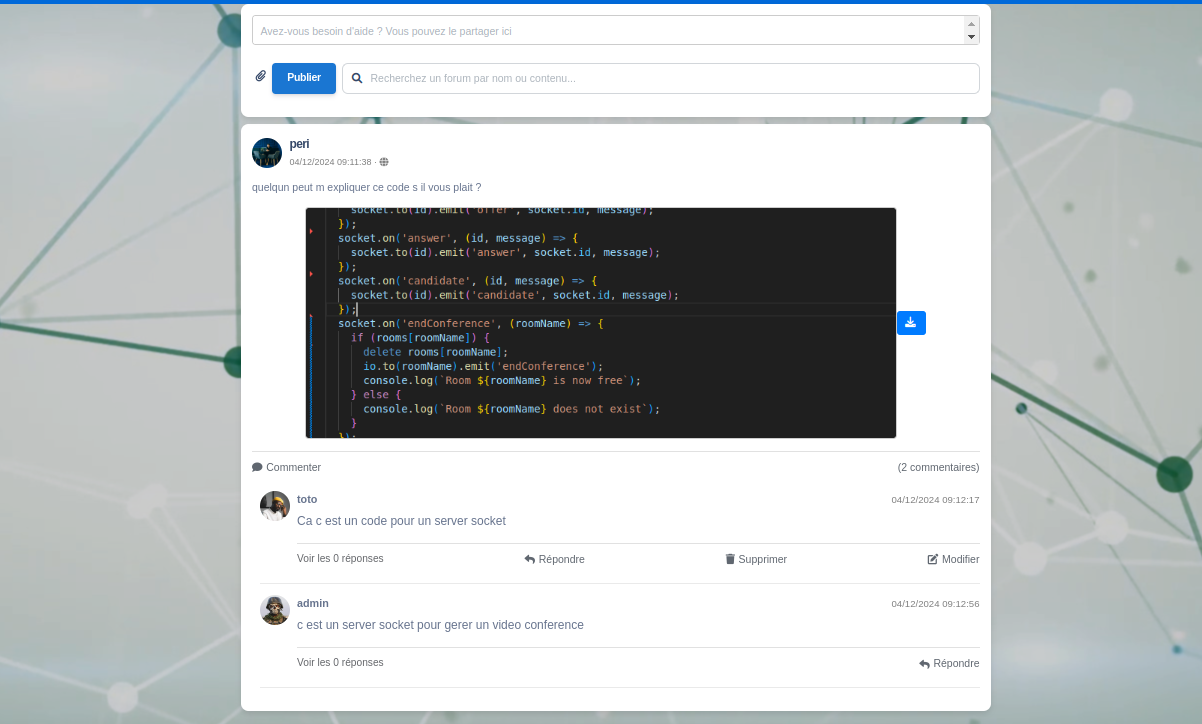 Avez-vous besoin d'aide ? Vous pouvez le partager ici
Publier
Recherchez un forum par nom ou contenu...
peri
04/12/2024 09:11:38 ·
quelqun peut m expliquer ce code s il vous plait ?
socket.to(id).emit('offer', socket.id, message);
});
socket.on('answer', (id, message) => {
socket.to(id).emit('answer', socket.id, message);
});
socket.on('candidate', (id, message) => {
socket.to(id).emit('candidate', socket.id, message);
});
socket.on('endConference', (roomName) => {
if (rooms[roomName]) {
delete rooms[roomName];
io.to(roomName).emit('endConference');
console.log(`Room ${roomName} is now free`);
} else {
console.log(`Room ${roomName} does not exist`);
}
});
Commenter (2 commentaires)
toto 04/12/2024 09:12:17
Ca c est un code pour un server socket
Voir les 0 réponses Répondre Supprimer Modifier
admin 04/12/2024 09:12:56
c est un server socket pour gerer un video conference
Voir les 0 réponses Répondre